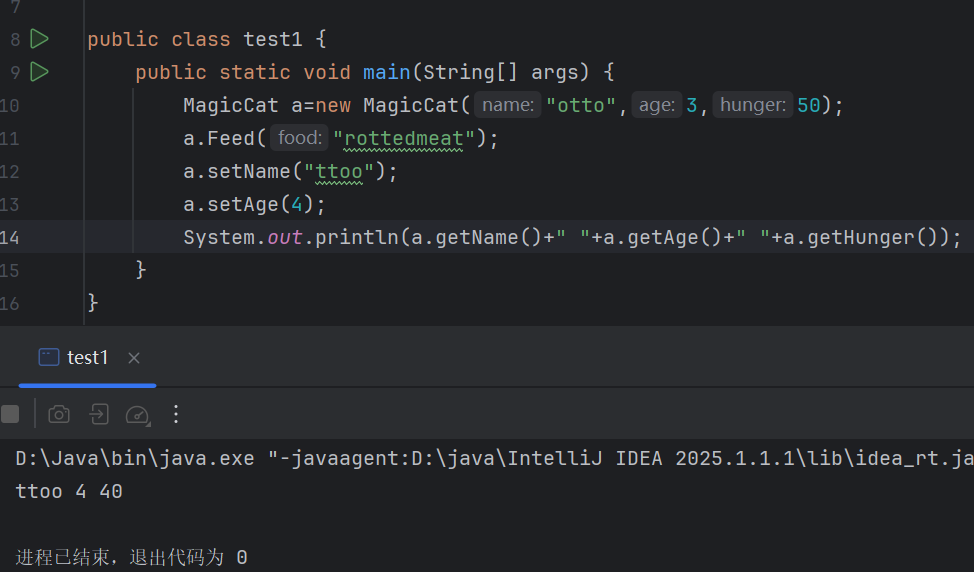 7
8 public class test1 {
9 public static void main(String[] args) {
10 MagicCat a=new MagicCat( name: "otto", age: 3, hunger: 50);
11 a.Feed( food: "rottedmeat");
12 a.setName("ttoo");
13 a.setAge(4);
14 System.out.println(a.getName()+" "+a.getAge()+" "+a.getHunger());
15 }
16 }
test1
D:\Java\bin\java.exe "-javaagent:D:\java\IntelliJ IDEA 2025.1.1.1\lib\idea_rt.ja
ttoo 4 40
进程已结束，退出代码为 0